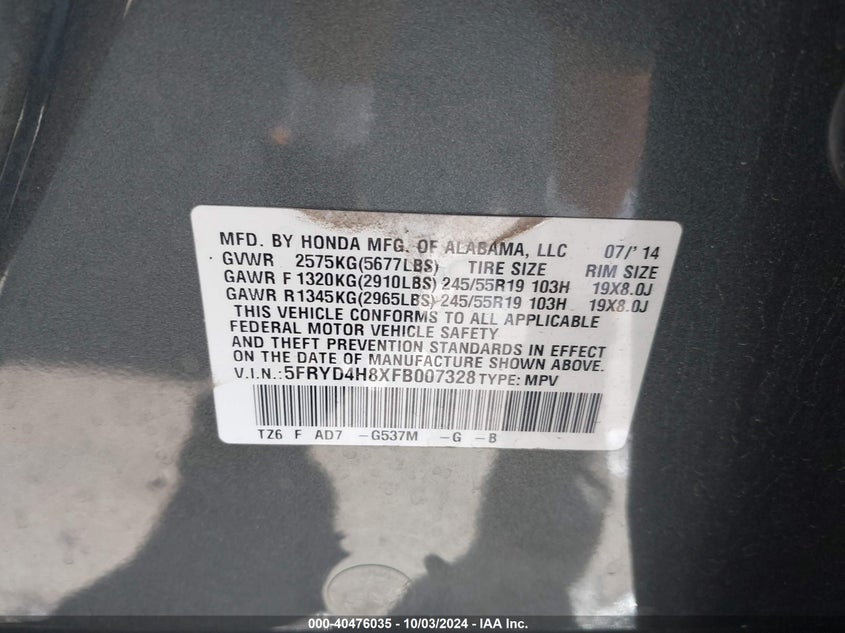 MFD. BY HONDA MFG. OF ALABAMA, LLC 07/' 14
GVWR 2575KG(5677LBS) TIRE SIZE RIM SIZE
GAWR F 1320KG(2910LBS) 245/55R19 103H 19X8.0J
GAWR R1345KG(2965LBS) 245/55R19 103H 19X8.0J
THIS VEHICLE CONFORMS TO ALL APPLICABLE
FEDERAL MOTOR VEHICLE SAFETY
AND THEFT PREVENTION STANDARDS IN EFFECT
ON THE DATE OF MANUFACTURE SHOWN ABOVE.
V.I.N.:5FRYD4H8XFB007328 TYPE: MPV
TZ6 F AD7 -G537M -G -B
000-40476035 - 10/03/2024 - IAA Inc.